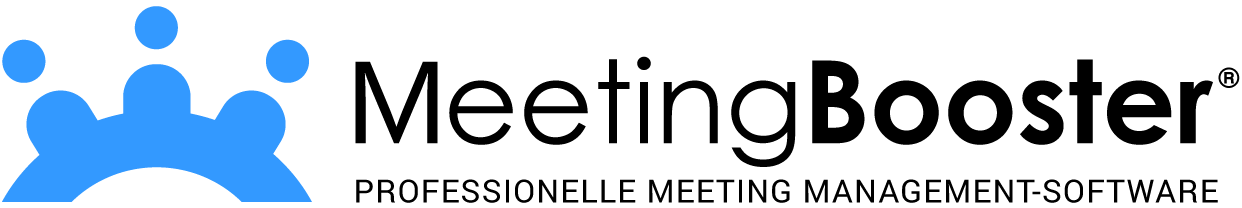 MeetingBooster®
PROFESSIONELLE MEETING MANAGEMENT-SOFTWARE